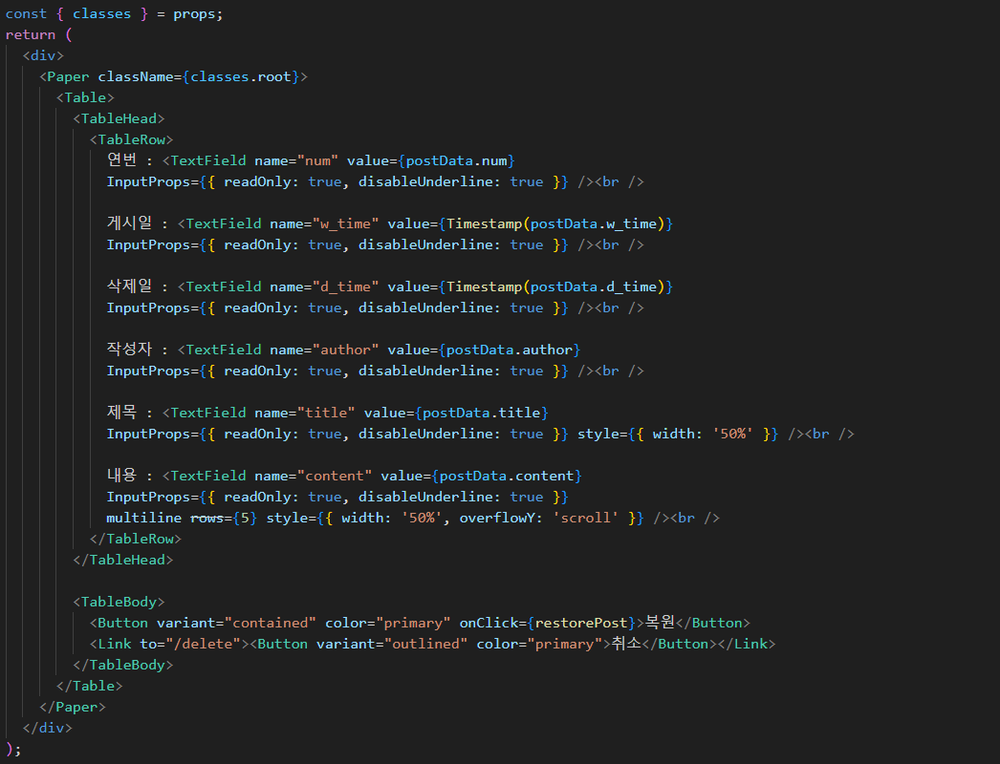 const { classes } = props;
return (
<div>
<Paper className={classes.root}>
<Table>
<TableHead>
<TableRow>
연번 : <TextField name="num" value={postData.num}
InputProps={{ readOnly: true, disableUnderline: true }} /><br />
게시일 : <TextField name="w_time" value={Timestamp(postData.w_time)}
InputProps={{ readOnly: true, disableUnderline: true }} /><br />
삭제일 : <TextField name="d_time" value={Timestamp(postData.d_time)}
InputProps={{ readOnly: true, disableUnderline: true }} /><br />
작성자 : <TextField name="author" value={postData.author}
InputProps={{ readOnly: true, disableUnderline: true }} /><br />
제목 : <TextField name="title" value={postData.title}
InputProps={{ readOnly: true, disableUnderline: true }} style={{ width: '50%' }} /><br />
내용 : <TextField name="content" value={postData.content}
InputProps={{ readOnly: true, disableUnderline: true }}
multiline rows={5} style={{ width: '50%', overflowY: 'scroll' }} /><br />
</TableRow>
</TableHead>
<TableBody>
<Button variant="contained" color="primary" onClick={restorePost}>복원</Button>
<Link to="/delete"><Button variant="outlined" color="primary">취소</Button></Link>
</TableBody>
</Table>
</Paper>
</div>
);